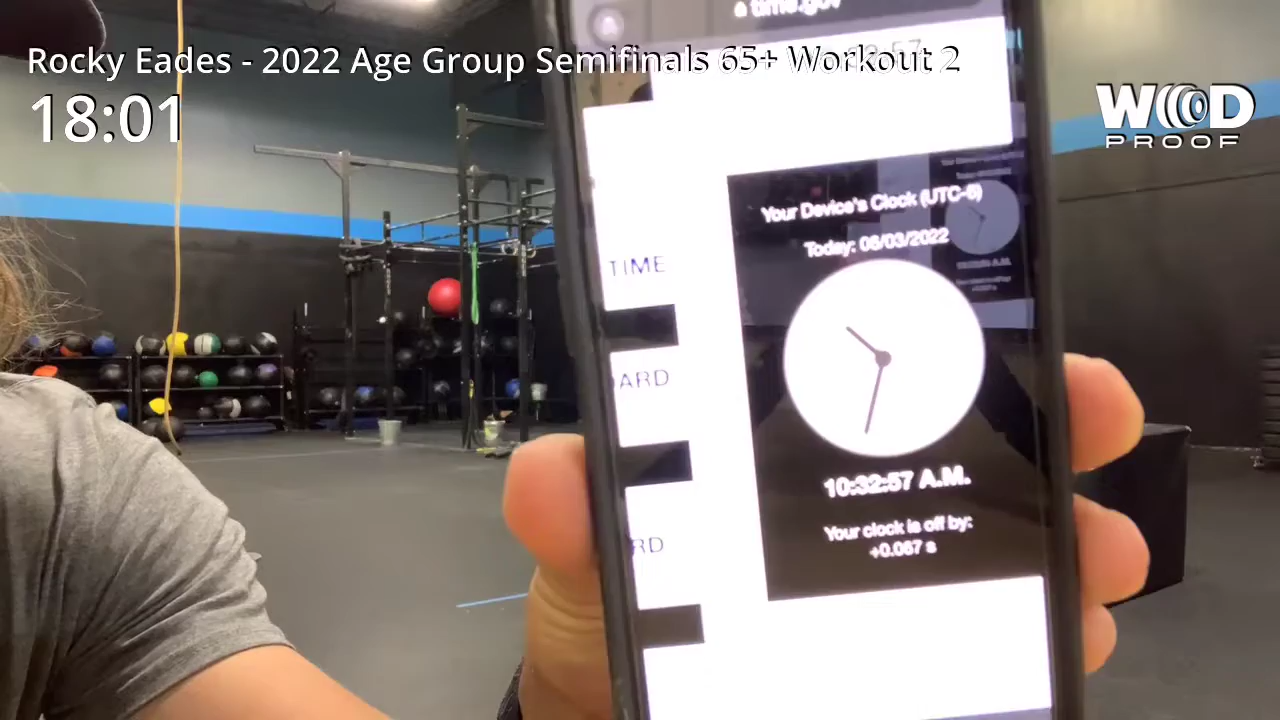 Rocky Eades - 2022 Age Group Semifinals 65+ Workout 2
18:01
WOD
PROOF
time.gov
Your Device's Clock (UTC-6)
Today: 06/03/2022
TIME
ARD
10:32:57 A.M.
Your clock is off by:
+0.067 s
RD